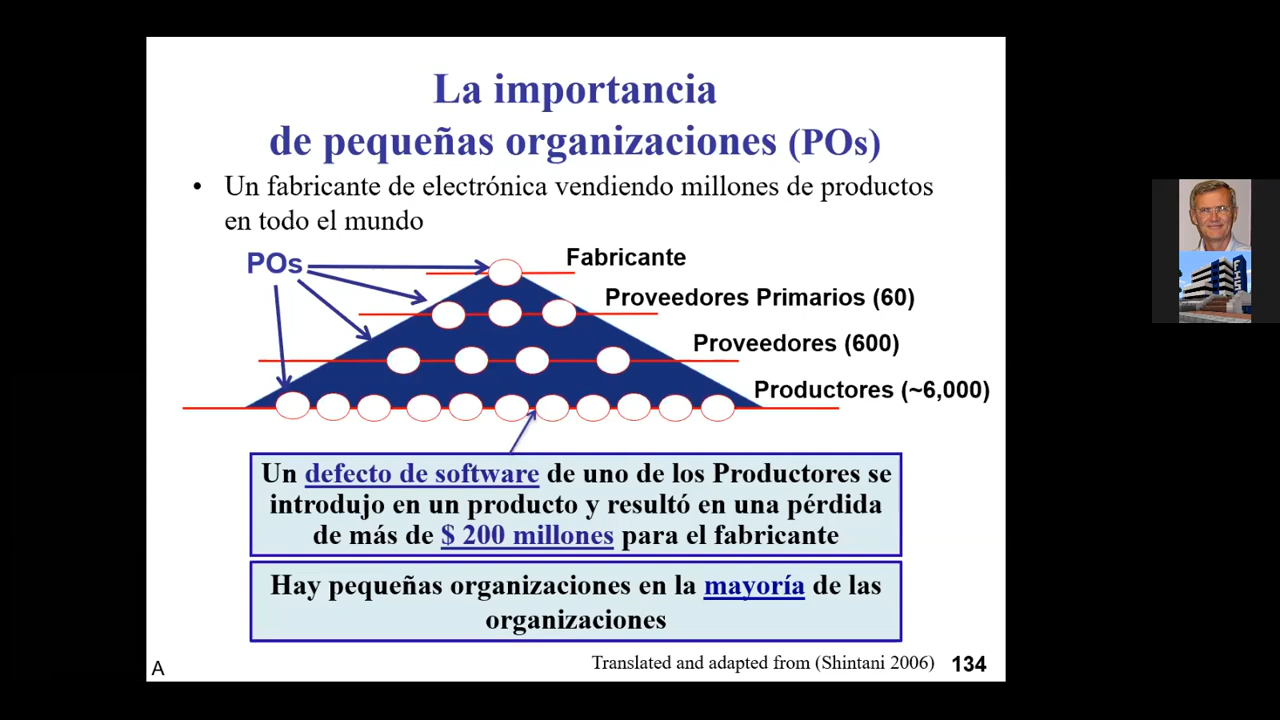 La importancia
de pequeñas organizaciones (POs)
• Un fabricante de electrónica vendiendo millones de productos
en todo el mundo
POs
Fabricante
Proveedores Primarios (60)
Proveedores (600)
Productores (~6,000)
Un defecto de software de uno de los Productores se
introdujo en un producto y resultó en una pérdida
de más de $ 200 millones para el fabricante
Hay pequeñas organizaciones en la mayoría de las
organizaciones
A
Translated and adapted from (Shintani 2006)
134